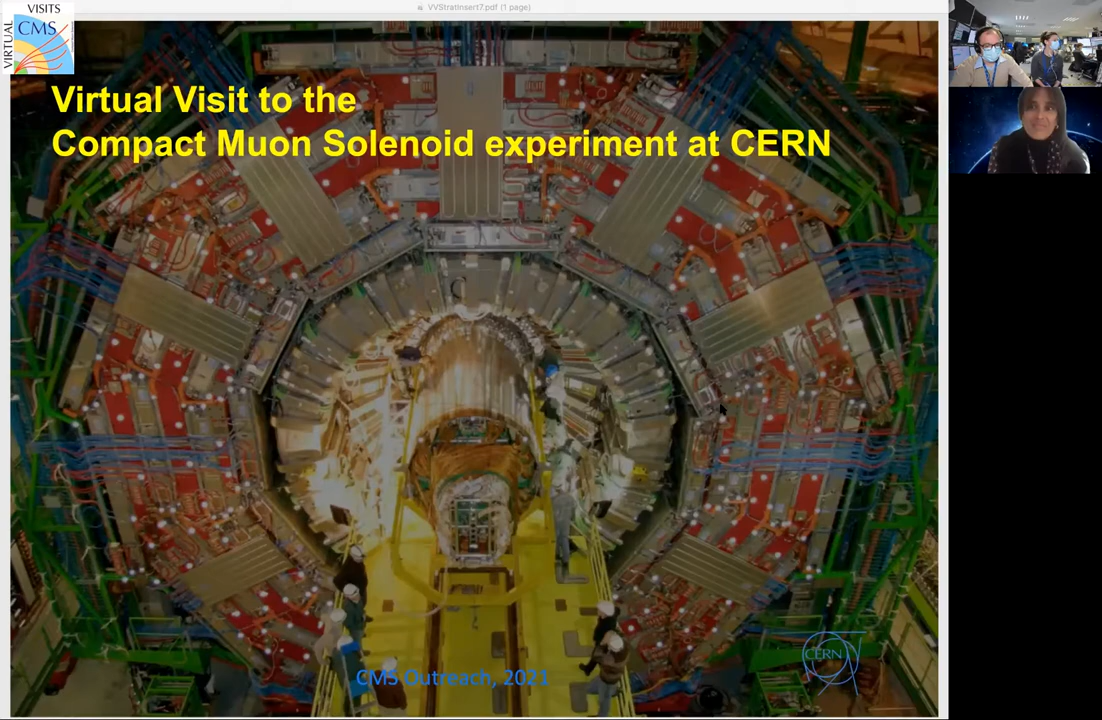 VVStratInsert7.pdf (1 page)
VISITS
VIRTUAL
CMS
Virtual Visit to the
Compact Muon Solenoid experiment at CERN
CMS Outreach, 2021
CERN